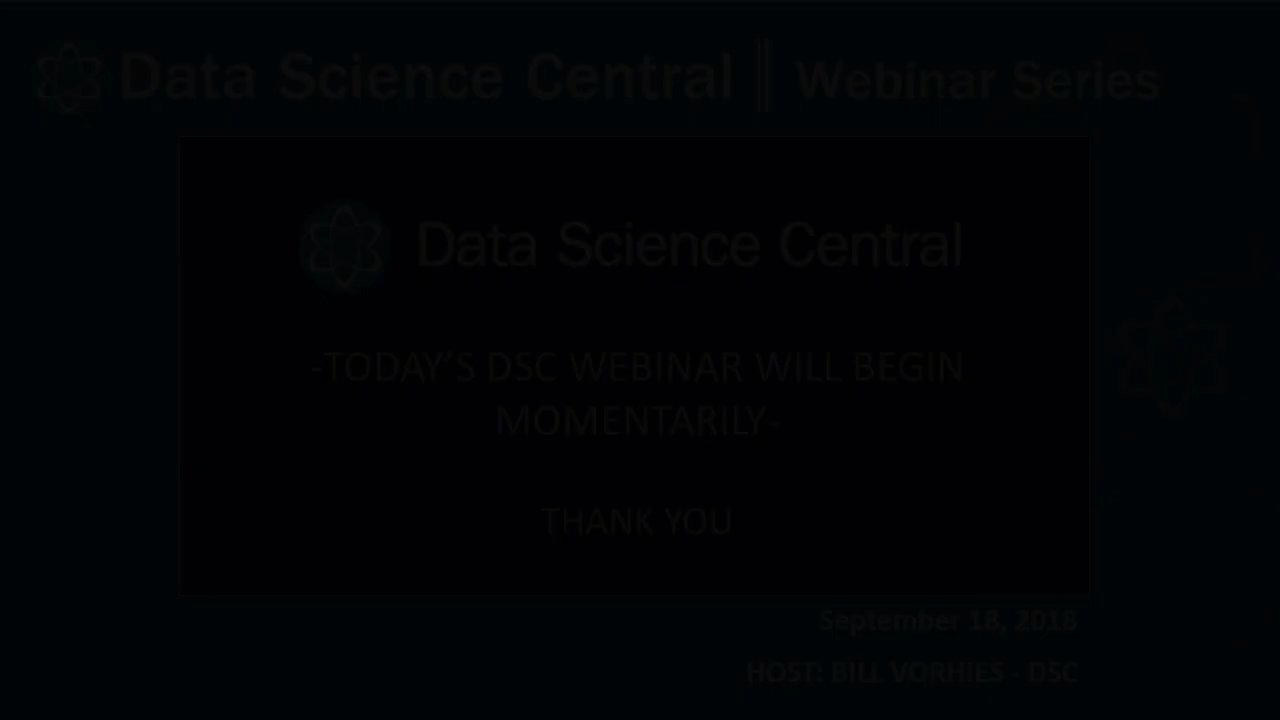 Data Science Central || Webinar Series
Data Science Central
-TODAY’S DSC WEBINAR WILL BEGIN
MOMENTARILY-
THANK YOU
September 18, 2018
HOST: BILL VORHIES - DSC